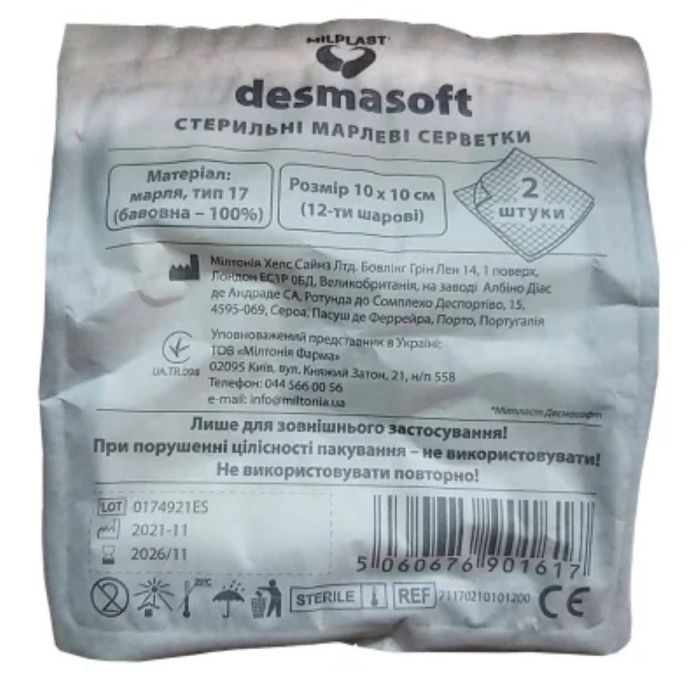 MILPLAST*
desmasoft
СТЕРИЛЬНІ МАРЛЕВІ СЕРВЕТКИ
Матеріал:
марля, тип 17
(бавовна – 100%)
Розмір 10 x 10 см
(12-ти шарові)
2
штуки
Мілтонія Хелс Сайнз Лтд. Бовлінг Грін Лен 14, 1 поверх,
Лондон ЕС1Р 0БД, Великобританія, на заводі Албіно Діас
де Андраде СА, Ротунда до Сомплехо Деспортіво, 15,
4595-069, Сероа, Пасуш де Феррейра, Порто, Португалія
Уповноважений представник в Україні:
ТОВ «Мілтонія Фарма»
02095 Київ, вул. Княжий Затон, 21, н/п 558
Телефон: 044 566 00 56
e-mail: info@miltonia.ua
UA.TR.098
*Мілпласт Десмасофт
Лише для зовнішнього застосування!
При порушенні цілісності пакування – не використовувати!
Не використовувати повторно!
LOT 0174921ES
2021-11
2026/11
5 060676 901617
2 25°C STERILE REF 71170210101200 CE